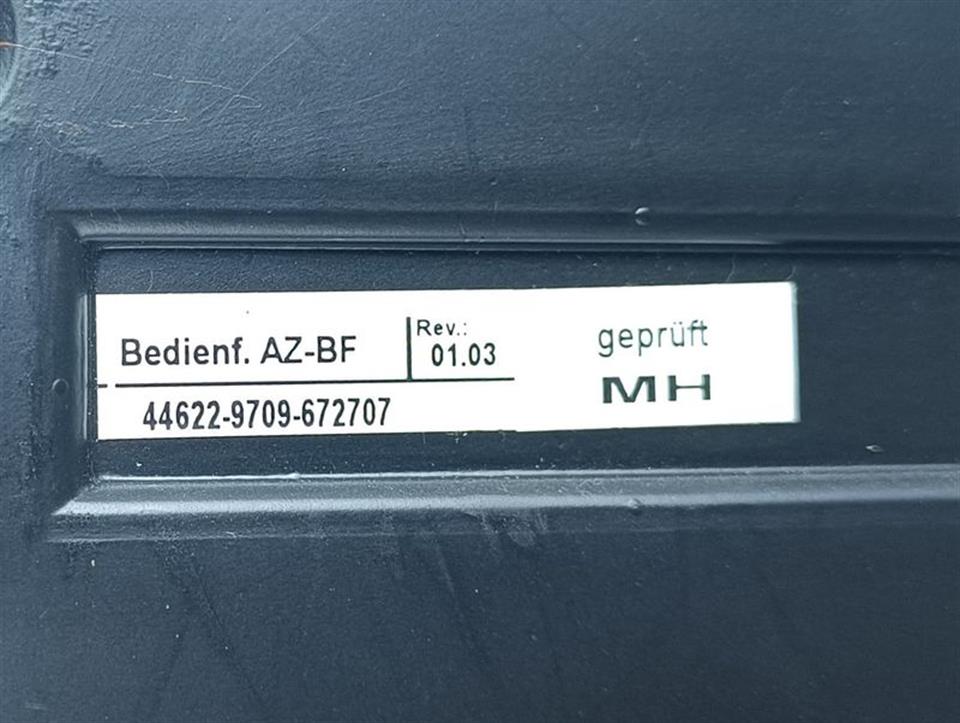 Bedienf. AZ-BF
Rev.:
01.03
44622-9709-672707
geprüft
MH